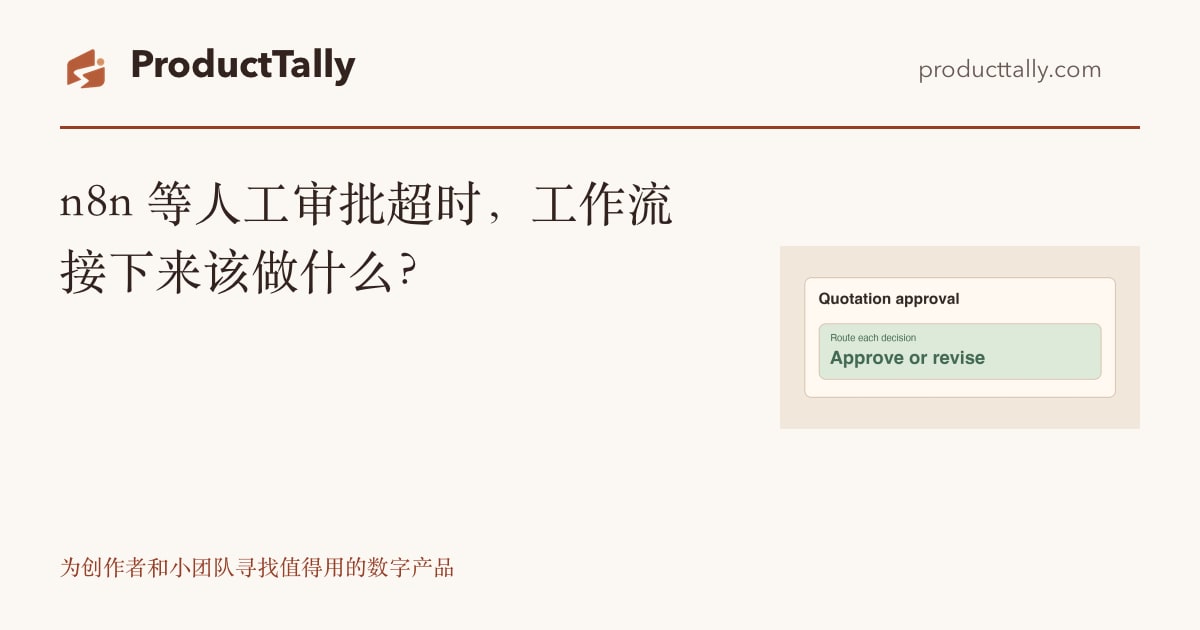 ProductTally
producttally.com
n8n 等人工审批超时，工作流
接下来该做什么？
Quotation approval
Route each decision
Approve or revise
为创作者和小团队寻找值得用的数字产品